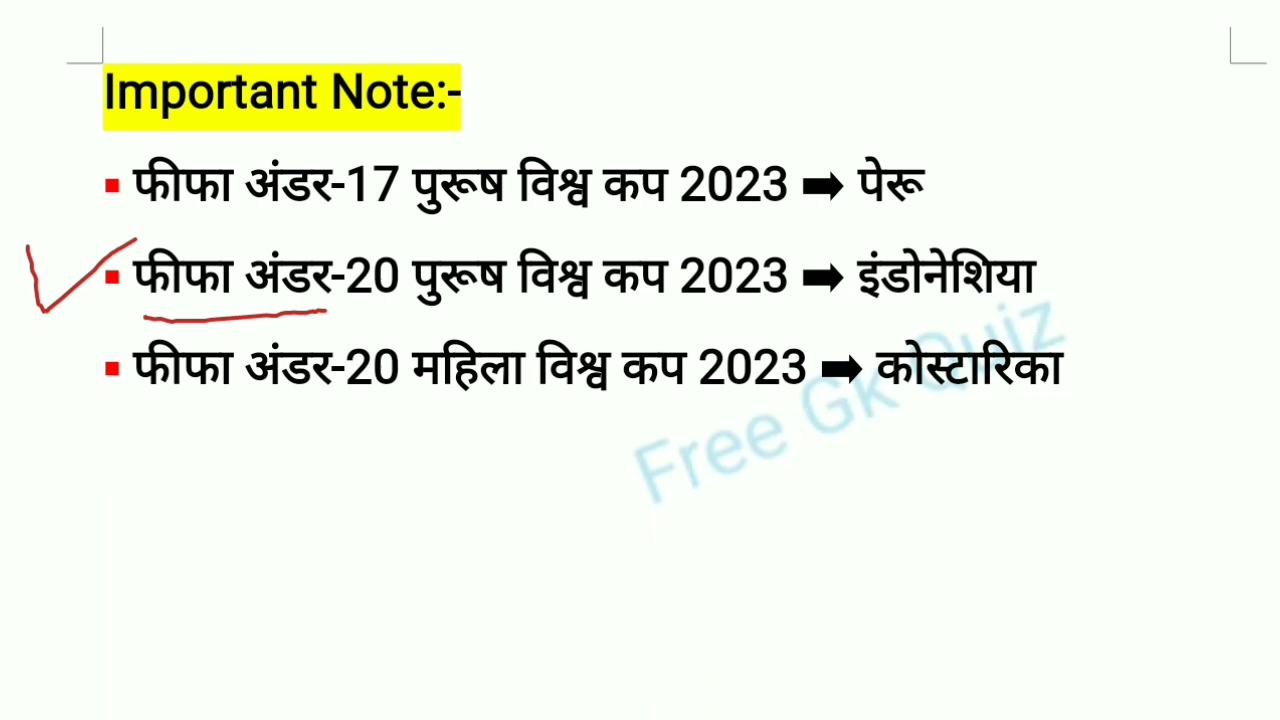 Important Note:-
▪ फीफा अंडर-17 पुरूष विश्व कप 2023 ➡ पेरू
▪ फीफा अंडर-20 पुरूष विश्व कप 2023 ➡ इंडोनेशिया
▪ फीफा अंडर-20 महिला विश्व कप 2023 ➡ कोस्टारिका
Free Gk Quiz